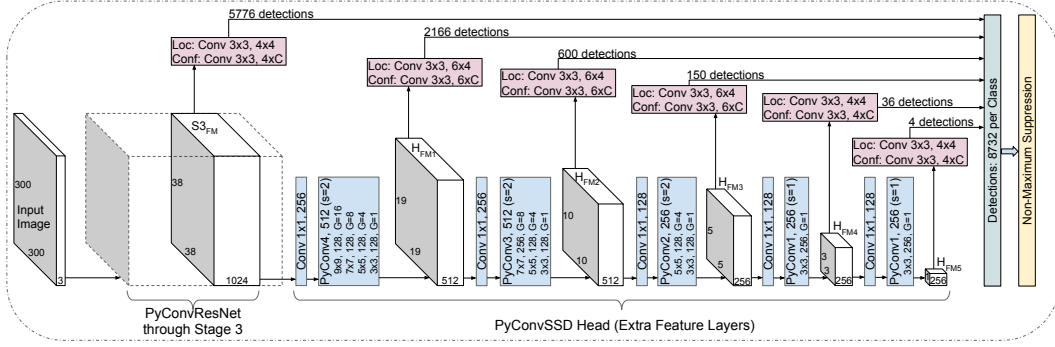 5776 detections
Loc: Conv 3x3, 4x4
Conf: Conv 3x3, 4xC
2166 detections
Loc: Conv 3x3, 6x4
Conf: Conv 3x3, 6xC
600 detections
Loc: Conv 3x3, 6x4
Conf: Conv 3x3, 6xC
150 detections
Loc: Conv 3x3, 6x4
Conf: Conv 3x3, 6xC
36 detections
Loc: Conv 3x3, 4x4
Conf: Conv 3x3, 4xC
4 detections
Loc: Conv 3x3, 4x4
Conf: Conv 3x3, 4xC
300
Input
Image
300
3
S3FM
38
38
1024
Conv 1x1, 256
PyConv4, 512 (s=2)
9x9, 128, G=16
7x7, 128, G=8
5x5, 128, G=4
3x3, 128, G=1
HFM1
19
19
512
Conv 1x1, 256
PyConv3, 512 (s=2)
7x7, 256, G=8
5x5, 128, G=4
3x3, 128, G=1
HFM2
10
10
512
Conv 1x1, 128
PyConv2, 256 (s=2)
5x5, 128, G=4
3x3, 128, G=1
HFM3
5
5
256
Conv 1x1, 128
PyConv1, 256 (s=1)
3x3, 256, G=1
HFM4
3
3
256
Conv 1x1, 128
PyConv1, 256 (s=1)
3x3, 256, G=1
HFM5
256
Detections: 8732 per Class
Non-Maximum Suppression
PyConvResNet
through Stage 3
PyConvSSD Head (Extra Feature Layers)